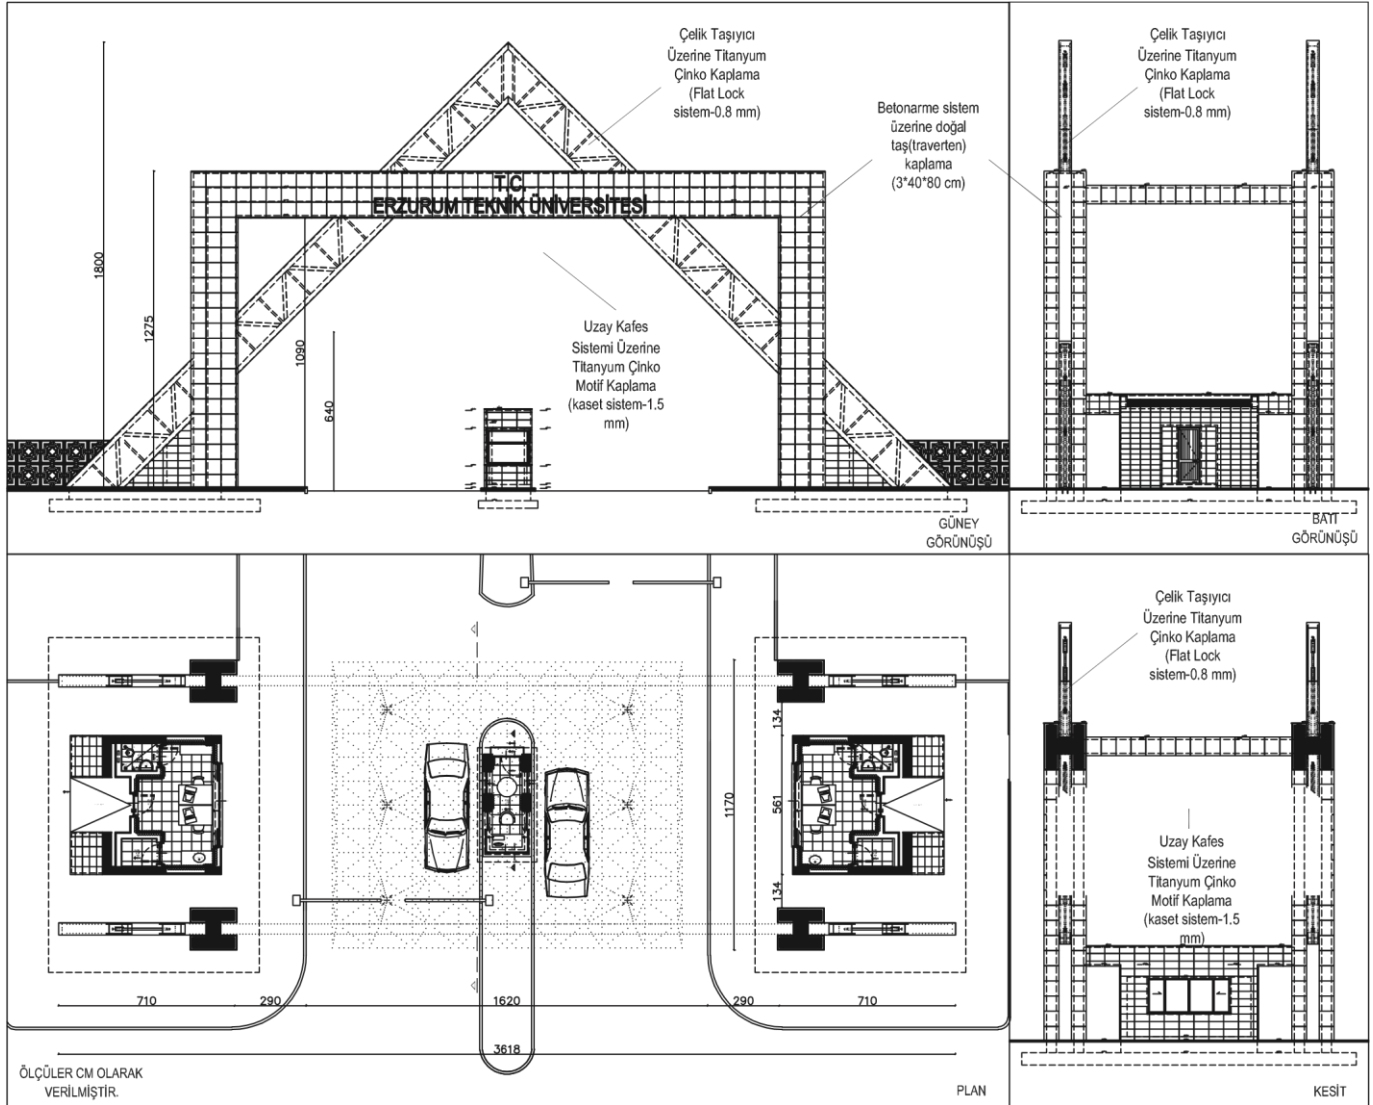 Çelik Taşıyıcı
Üzerine Titanyum
Çinko Kaplama
(Flat Lock
sistem-0.8 mm)
Betonarme sistem
üzerine doğal
taş(traverten)
kaplama
(3*40*80 cm)
T.C.
ERZURUM TEKNİK ÜNİVERSİTESİ
1800
1275
1090
640
Uzay Kafes
Sistemi Üzerine
Titanyum Çinko
Motif Kaplama
(kaset sistem-1.5
mm)
GÜNEY
GÖRÜNÜŞÜ
Çelik Taşıyıcı
Üzerine Titanyum
Çinko Kaplama
(Flat Lock
sistem-0.8 mm)
BATI
GÖRÜNÜŞÜ
134
561
1170
134
710
290
1620
290
710
3618
ÖLÇÜLER CM OLARAK
VERİLMİŞTİR.
PLAN
Çelik Taşıyıcı
Üzerine Titanyum
Çinko Kaplama
(Flat Lock
sistem-0.8 mm)
Uzay Kafes
Sistemi Üzerine
Titanyum Çinko
Motif Kaplama
(kaset sistem-1.5
mm)
KESİT